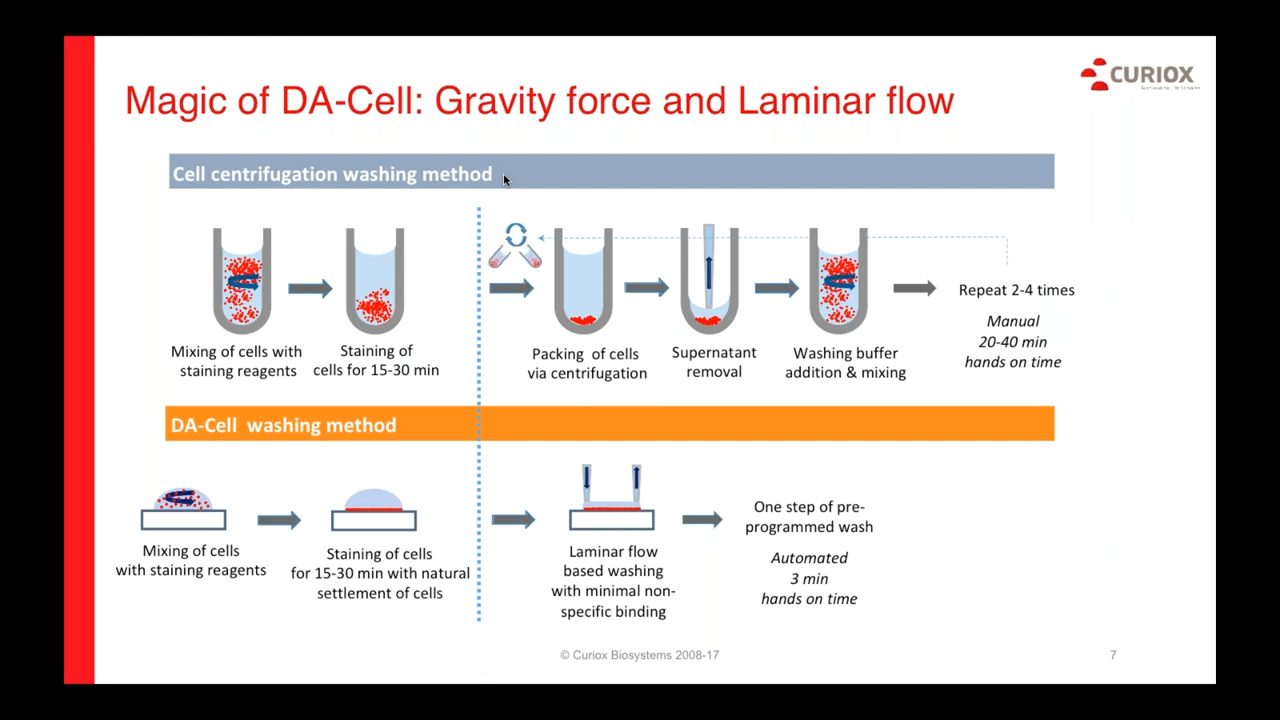 CURIOX
Magic of DA-Cell: Gravity force and Laminar flow
Cell centrifugation washing method
Mixing of cells with
staining reagents
Staining of
cells for 15-30 min
Packing of cells
via centrifugation
Supernatant
removal
Washing buffer
addition & mixing
Repeat 2-4 times
Manual
20-40 min
hands on time
DA-Cell washing method
Mixing of cells
with staining reagents
Staining of cells
for 15-30 min with natural
settlement of cells
Laminar flow
based washing
with minimal non-
specific binding
One step of pre-
programmed wash
Automated
3 min
hands on time
© Curiox Biosystems 2008-17
7